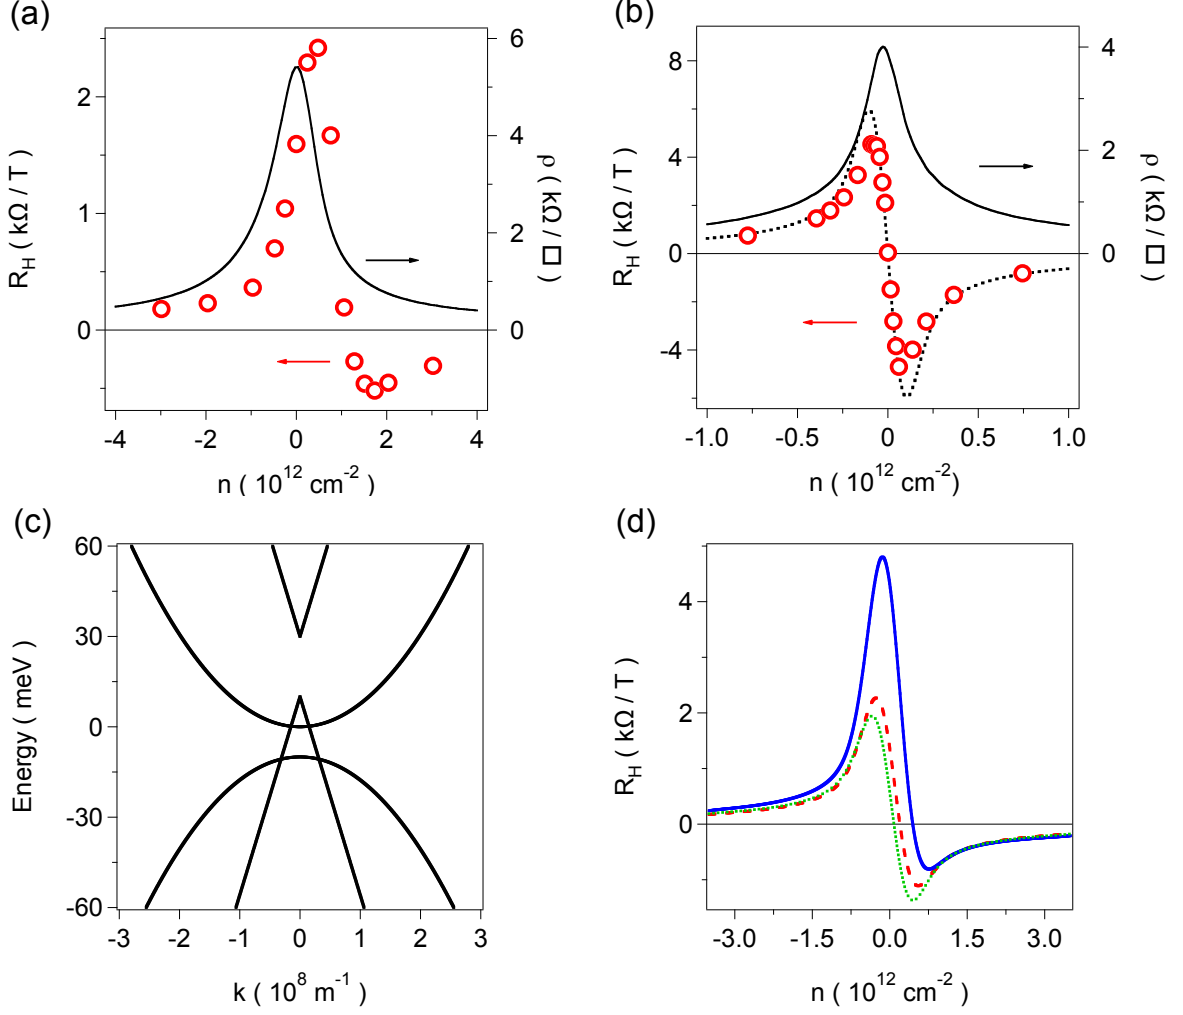 (a)
R_H ( kΩ / T )
2
1
0
6
4
2
0
ρ ( kΩ / □ )
-4 -2 0 2 4
n ( 10^12 cm^-2 )
(b)
R_H ( kΩ / T )
8
4
0
-4
4
2
0
ρ ( kΩ / □ )
-1.0 -0.5 0 0.5 1.0
n ( 10^12 cm^-2)
(c)
Energy ( meV )
60
30
0
-30
-60
-3 -2 -1 0 1 2 3
k ( 10^8 m^-1 )
(d)
R_H ( kΩ / T )
4
2
0
-3.0 -1.5 0.0 1.5 3.0
n ( 10^12 cm^-2 )